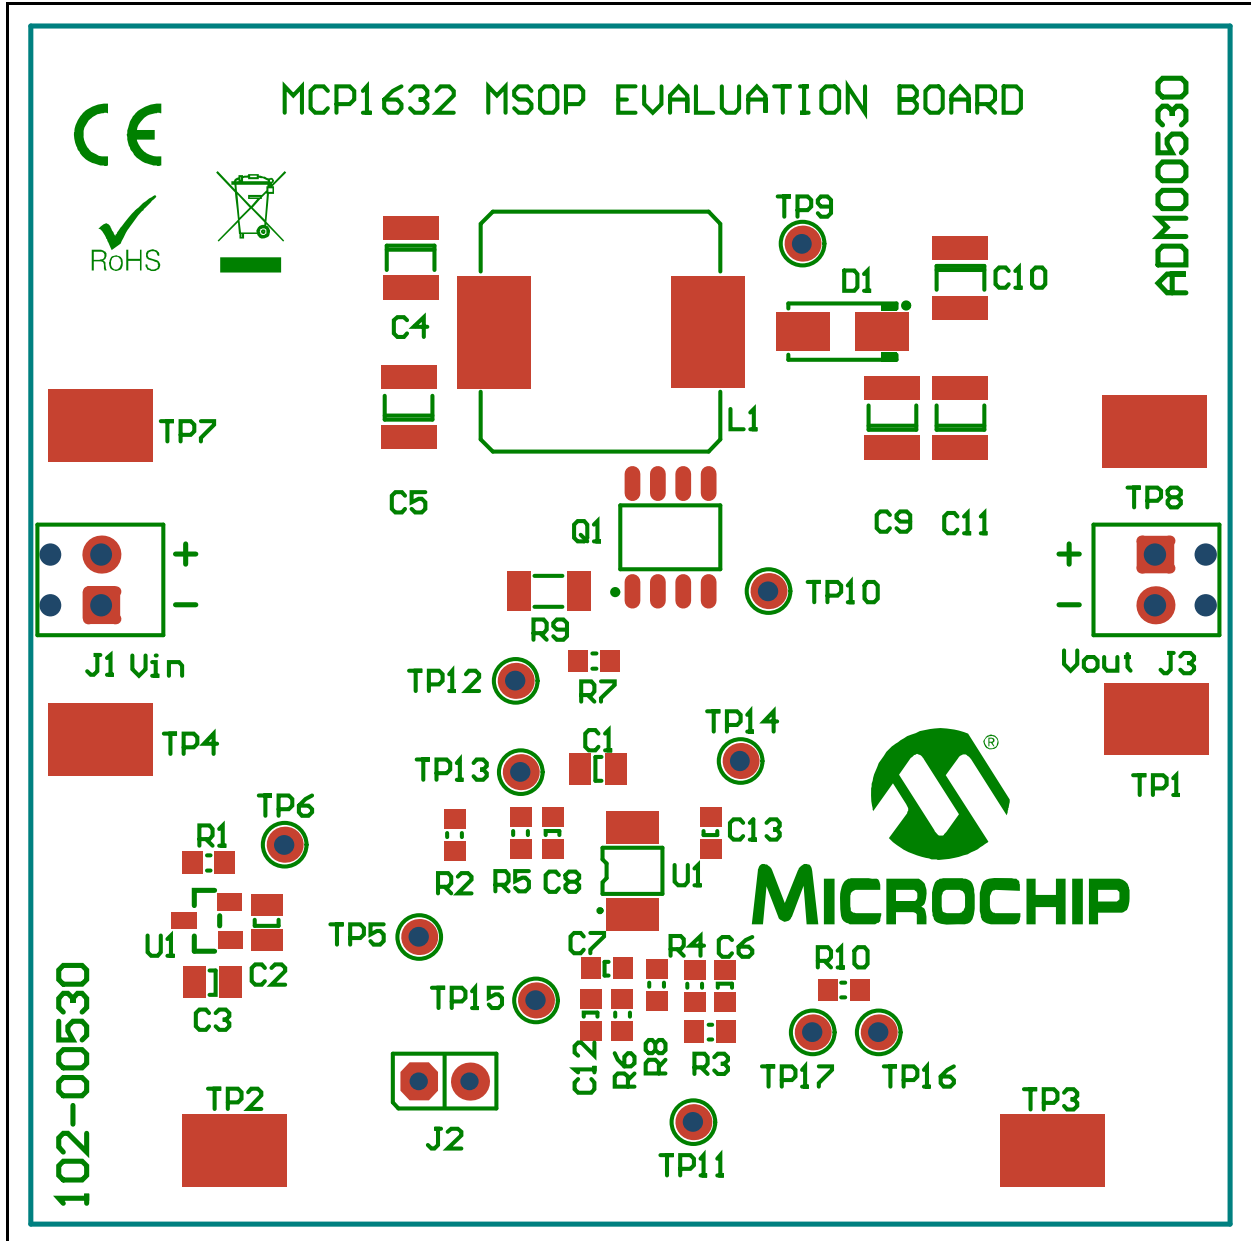 MCP1632 MSOP EVALUATION BOARD
ADM00530
CE
RoHS
TP9
D1
C10
C4
L1
TP7
C5
Q1
C9
C11
TP8
+
+
−
−
TP10
R9
J1 Vin
Vout J3
TP12
R7
TP14
TP4
C1
TP13
®
TP1
TP6
R1
C13
R2
R5
C8
U1
MICROCHIP
TP5
U1
C7
R4
C6
R10
C2
TP15
C3
102-00530
C12
R6
R8
R3
TP17
TP16
TP2
J2
TP11
TP3